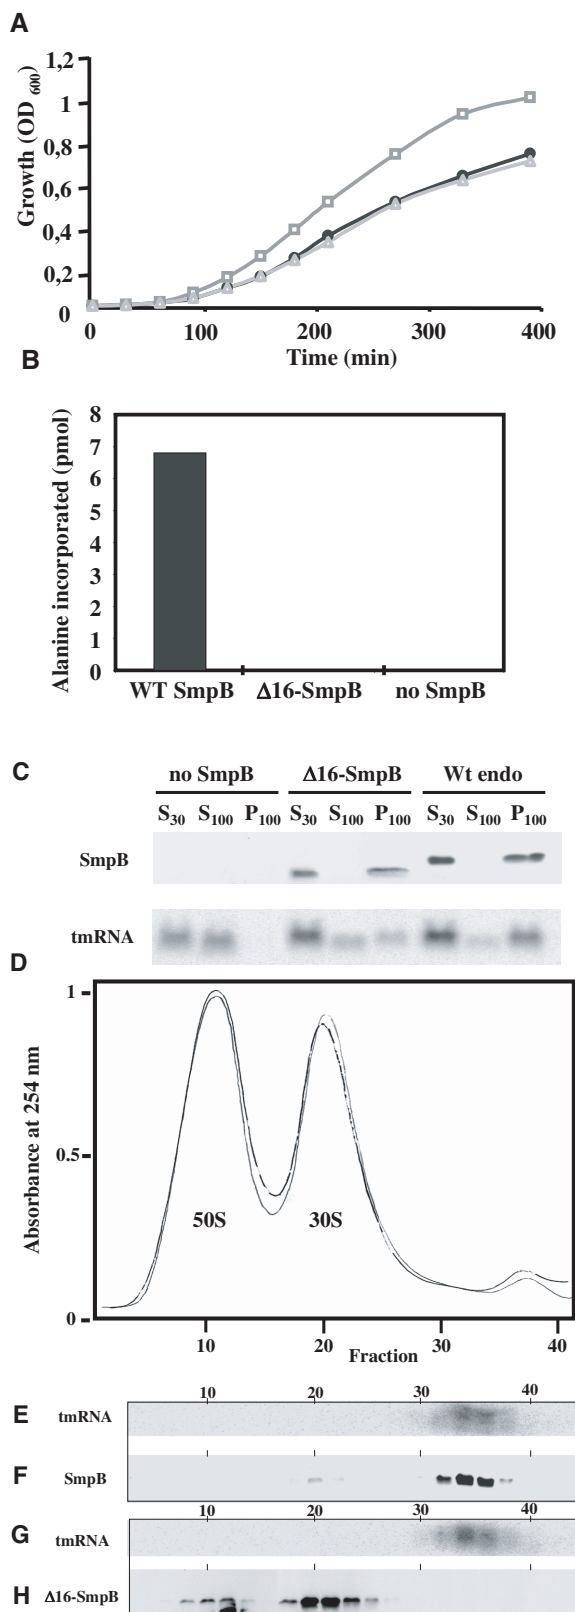 A
1,2
1
0,8
0,6
0,4
0,2
0
Growth (OD 600)
0 100 200 300 400
Time (min)
B
8
7
6
5
4
3
2
1
0
Alanine incorporated (pmol)
WT SmpB Δ16-SmpB no SmpB
C
no SmpB Δ16-SmpB Wt endo
S30 S100 P100 S30 S100 P100 S30 S100 P100
SmpB
tmRNA
D
1
0.5
0
Absorbance at 254 nm
50S 30S
10 20 30 40
Fraction
10 20 30 40
E tmRNA
F SmpB
10 20 30 40
G tmRNA
H Δ16-SmpB